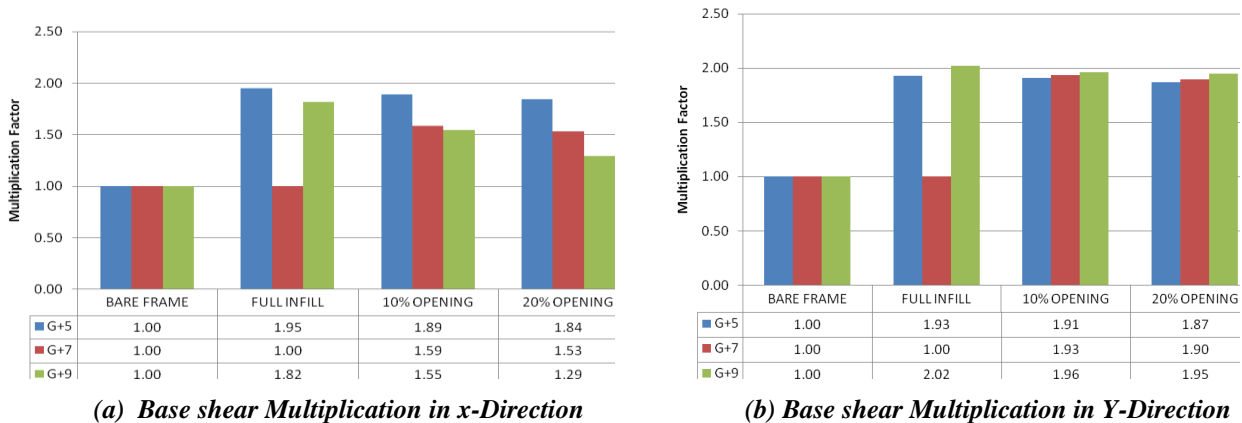 2.50
2.00
1.50
1.00
0.50
0.00
Multiplication Factor
BARE FRAME FULL INFILL 10% OPENING 20% OPENING
G+5 1.00 1.95 1.89 1.84
G+7 1.00 1.00 1.59 1.53
G+9 1.00 1.82 1.55 1.29
(a) Base shear Multiplication in x-Direction
2.50
2.00
1.50
1.00
0.50
0.00
Multiplication Factor
BARE FRAME FULL INFILL 10% OPENING 20% OPENING
G+5 1.00 1.93 1.91 1.87
G+7 1.00 1.00 1.93 1.90
G+9 1.00 2.02 1.96 1.95
(b) Base shear Multiplication in Y-Direction